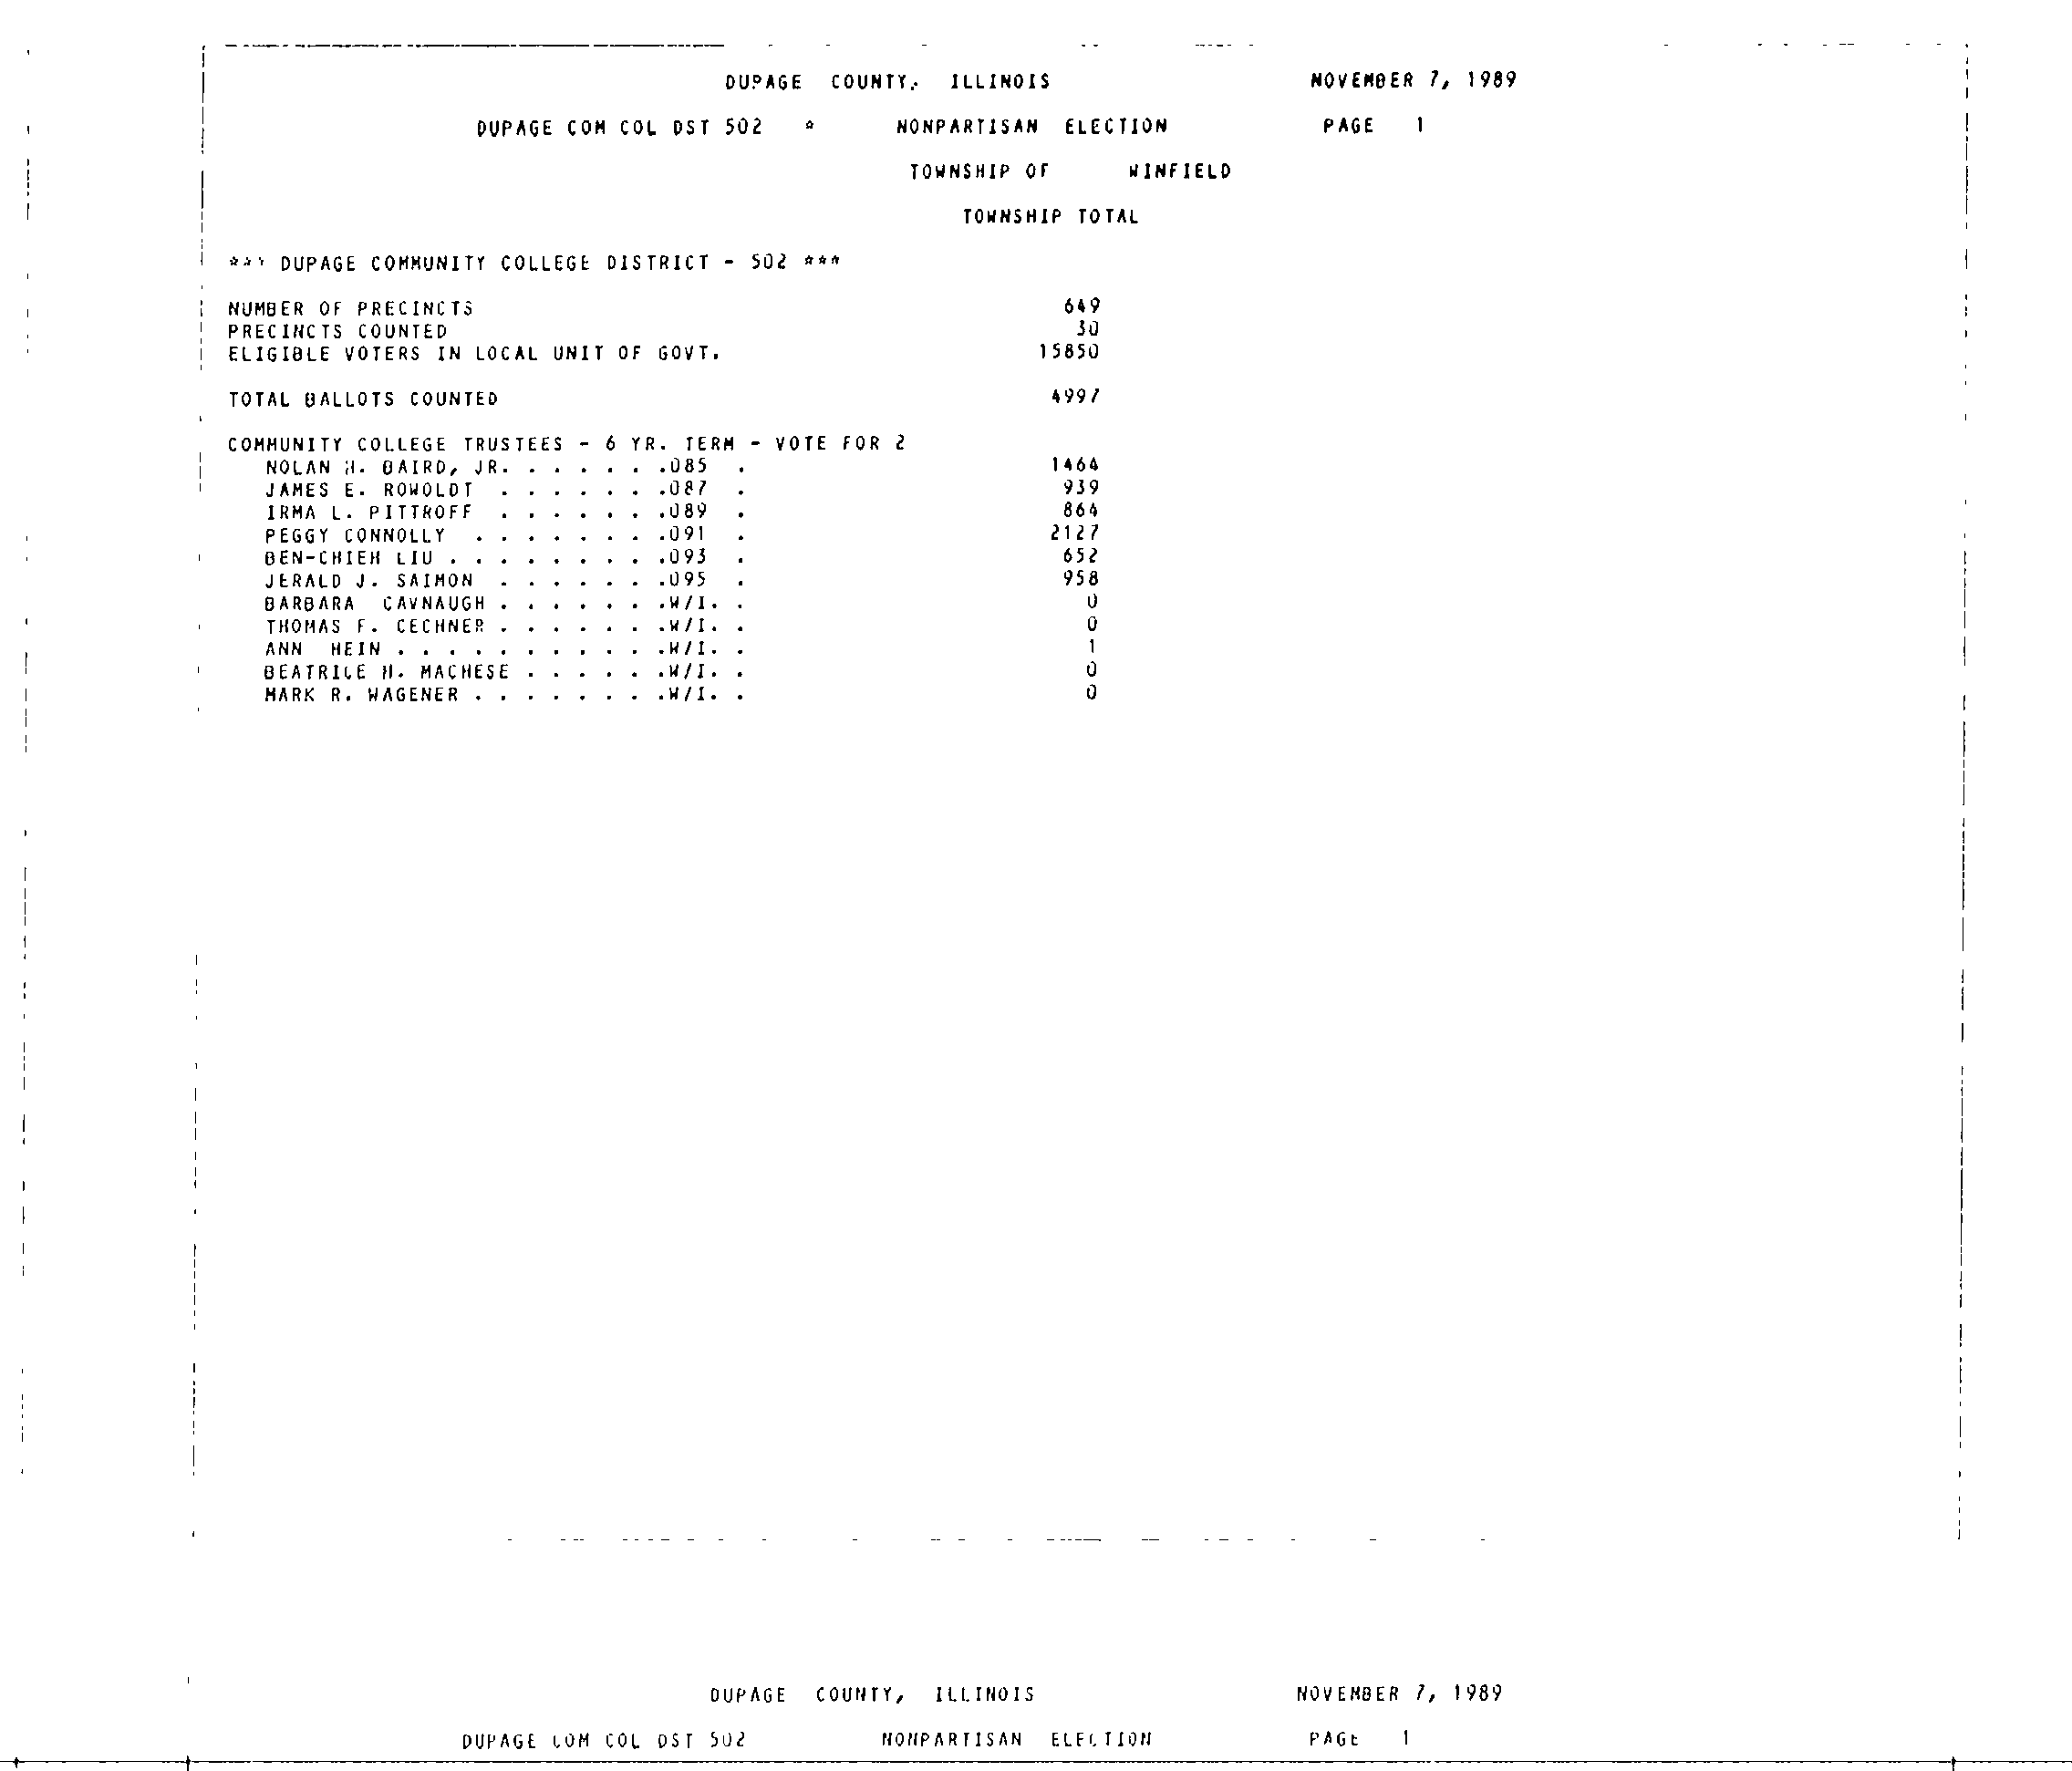 DUPAGE COUNTY, ILLINOIS NOVEMBER 7, 1989
DUPAGE COM COL DST 502 * NONPARTISAN ELECTION PAGE 1
TOWNSHIP OF WINFIELD
TOWNSHIP TOTAL
*** DUPAGE COMMUNITY COLLEGE DISTRICT - 502 ***
NUMBER OF PRECINCTS 649
PRECINCTS COUNTED 30
ELIGIBLE VOTERS IN LOCAL UNIT OF GOVT. 15850
TOTAL BALLOTS COUNTED 4997
COMMUNITY COLLEGE TRUSTEES - 6 YR. TERM - VOTE FOR 2
NOLAN H. BAIRD, JR. . . . . . .085 . 1464
JAMES E. ROWOLDT . . . . . . .087 . 939
IRMA L. PITTROFF . . . . . . .089 . 864
PEGGY CONNOLLY . . . . . . . .091 . 2127
BEN-CHIEH LIU . . . . . . . . .093 . 652
JERALD J. SAIMON . . . . . . .095 . 958
BARBARA CAVNAUGH . . . . . . .W/I. . 0
THOMAS F. CECHNER . . . . . . .W/I. . 0
ANN HEIN . . . . . . . . . . .W/I. . 1
BEATRICE H. MACHESE . . . . . .W/I. . 0
MARK R. WAGENER . . . . . . . .W/I. . 0
DUPAGE COUNTY, ILLINOIS NOVEMBER 7, 1989
DUPAGE COM COL DST 502 NONPARTISAN ELECTION PAGE 1